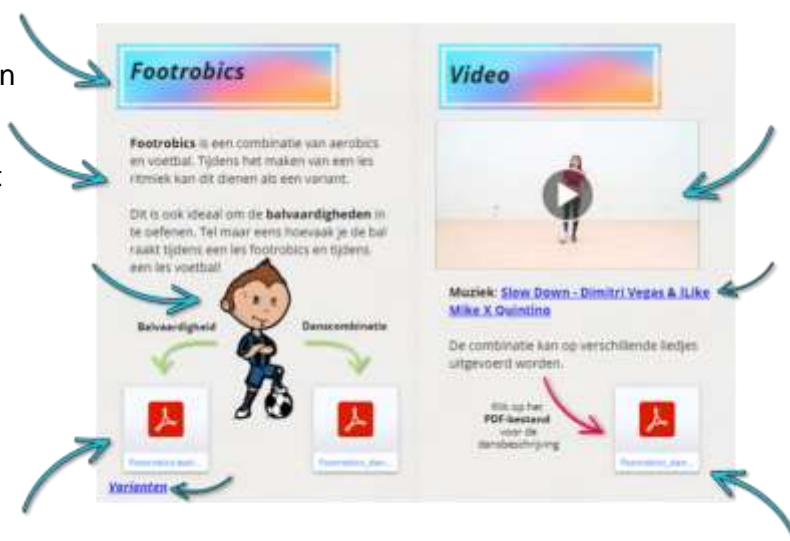 Footrobics
n
Footrobics is een combinatie van aerobics
en voetbal. Tijdens het maken van een les
ritmiek kan dit dienen als een variant.
t
Dit is ook ideaal om de balvaardigheden in
te oefenen. Tel maar eens hoevaak je de bal
raakt tijdens een les footrobics en tijdens
een les voetbal!
Balvaardigheid
Danscombinatie
Footrobics
Footrobics_dan...
Varianten
Video
Muziek: Slow Down - Dimitri Vegas & lLike
Mike X Quintino
De combinatie kan op verschillende liedjes
uitgevoerd worden.
Klik op het
PDF-bestand
voor de
dansbeschrijving
Footrobics_dan...